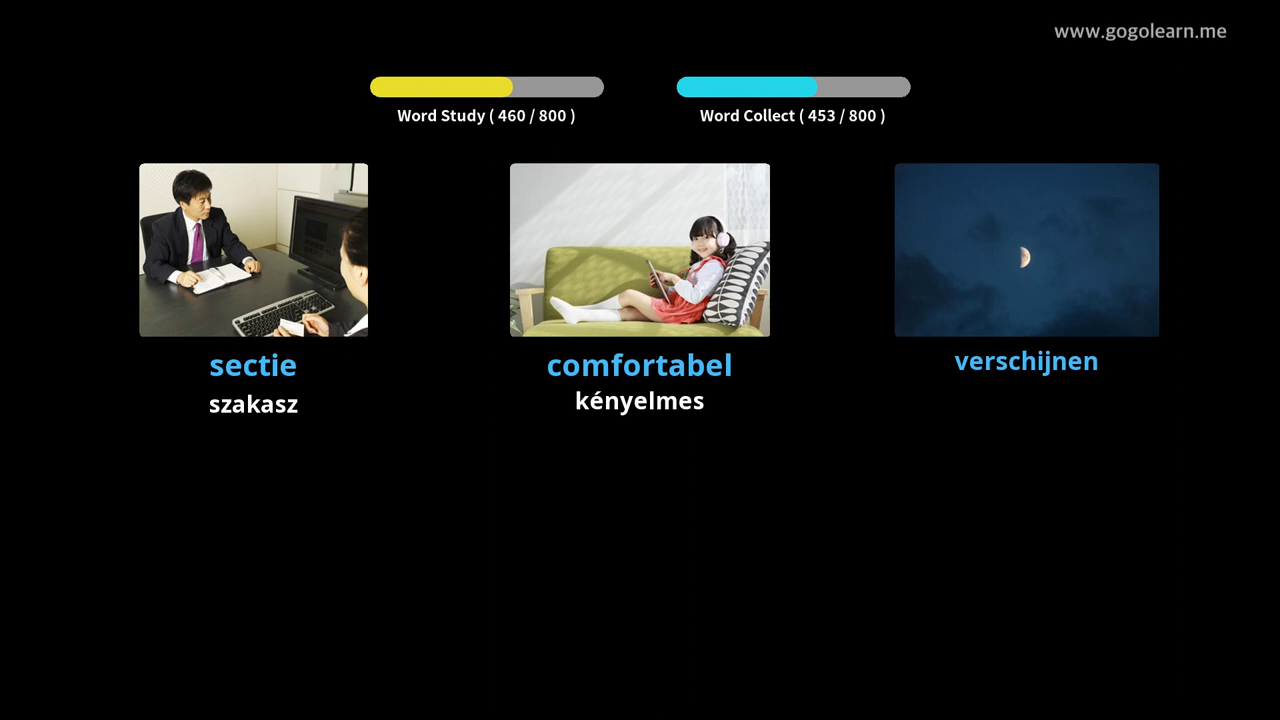 www.gogolearn.me
Word Study ( 460 / 800 )
Word Collect ( 453 / 800 )
sectie
szakasz
comfortabel
kényelmes
verschijnen